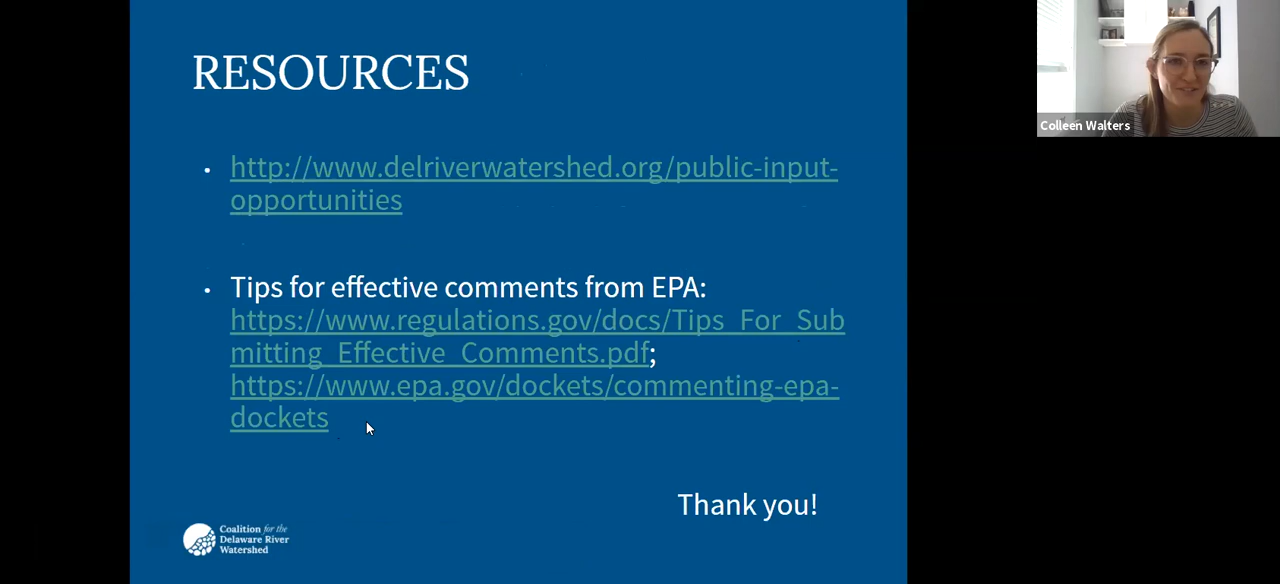 RESOURCES
Colleen Walters
• http://www.delriverwatershed.org/public-input-
opportunities
• Tips for effective comments from EPA:
https://www.regulations.gov/docs/Tips_For_Sub
mitting_Effective_Comments.pdf;
https://www.epa.gov/dockets/commenting-epa-
dockets
Thank you!
Coalition for the
Delaware River
Watershed